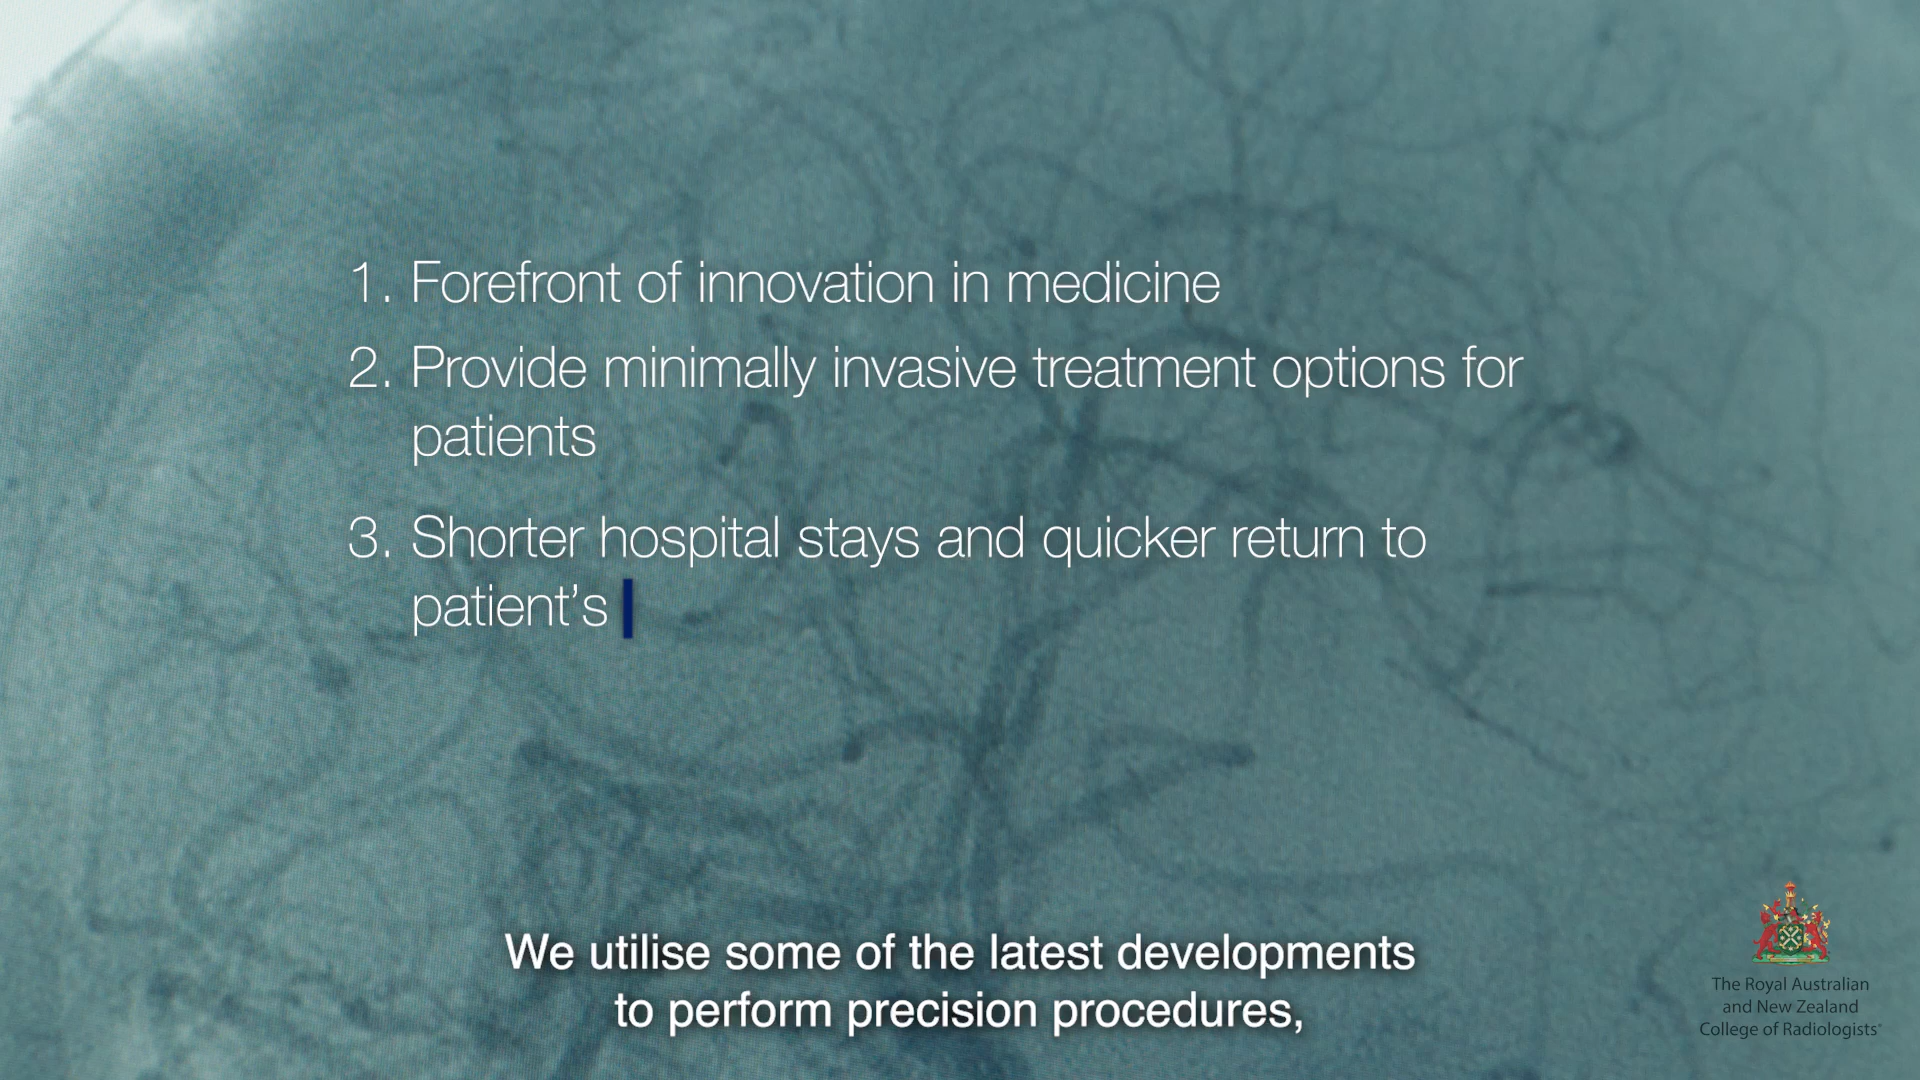 1. Forefront of innovation in medicine
2. Provide minimally invasive treatment options for
patients
3. Shorter hospital stays and quicker return to
patient’s
We utilise some of the latest developments
to perform precision procedures,
The Royal Australian
and New Zealand
College of Radiologists®